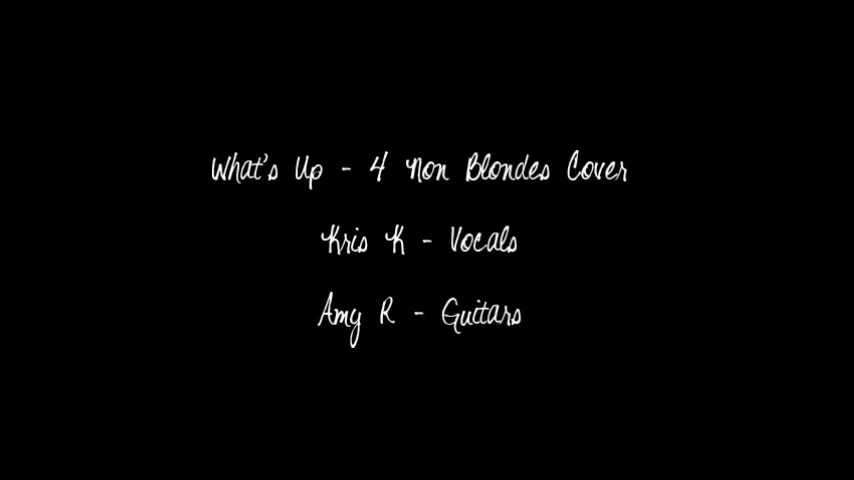 What's Up - 4 Non Blondes Cover
Kris K - Vocals
Amy R - Guitars